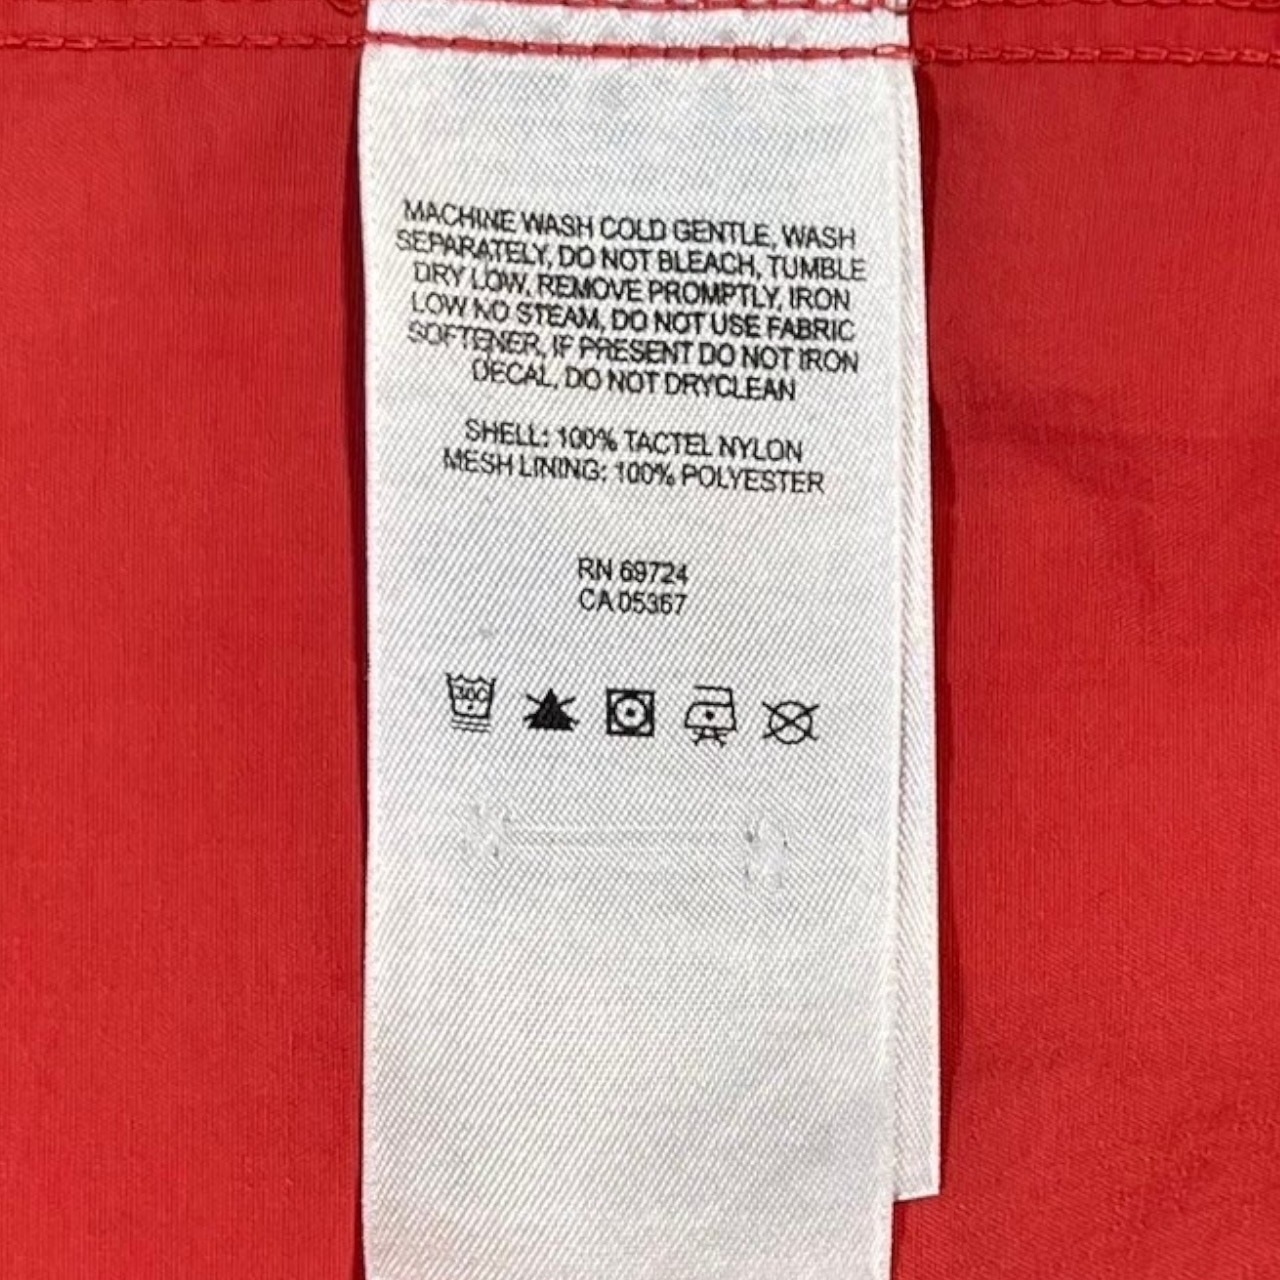 MACHINE WASH COLD GENTLE, WASH
SEPARATELY, DO NOT BLEACH, TUMBLE
DRY LOW, REMOVE PROMPTLY, IRON
LOW NO STEAM, DO NOT USE FABRIC
SOFTENER, IF PRESENT DO NOT IRON
DECAL, DO NOT DRYCLEAN
SHELL: 100% TACTEL NYLON
MESH LINING: 100% POLYESTER
RN 69724
CA 05367
30C